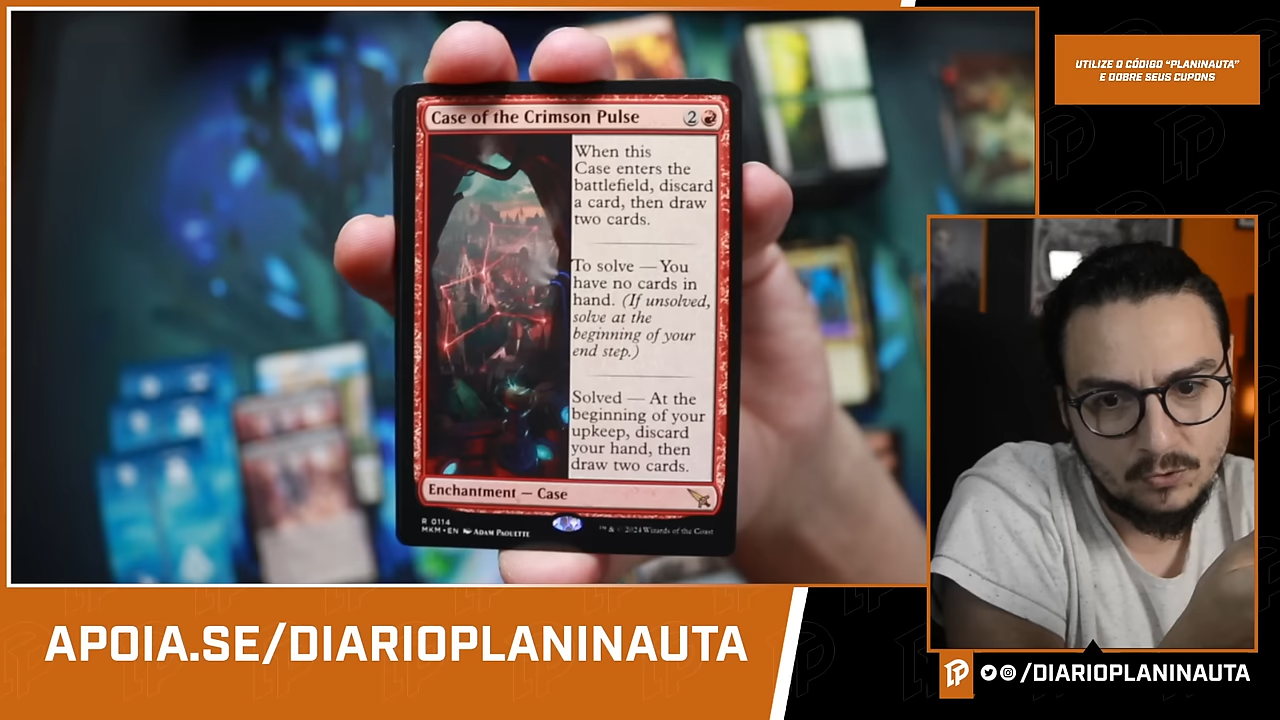 UTILIZE O CÓDIGO “PLANINAUTA”
E DOBRE SEUS CUPONS
Case of the Crimson Pulse 2
When this
Case enters the
battlefield, discard
a card, then draw
two cards.
To solve — You
have no cards in
hand. (If unsolved,
solve at the
beginning of your
end step.)
Solved — At the
beginning of your
upkeep, discard
your hand, then
draw two cards.
Enchantment — Case
R 0114
MKM • EN ADAM PAQUETTE
™ & © 2024 Wizards of the Coast
APOIA.SE/DIARIOPLANINAUTA
/DIARIOPLANINAUTA